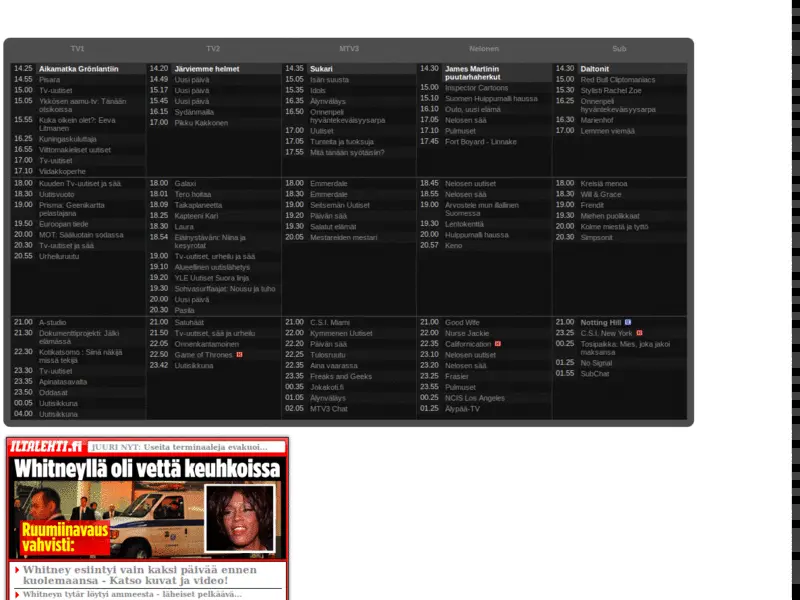 TV1
14.25 Aikamatka Grönlantiin
14.55 Pisara
15.00 Tv-uutiset
15.05 Ykkösen aamu-tv: Tänään
otsikoissa
15.55 Kuka oikein olet?: Eeva
Litmanen
16.25 Kuningaskuluttaja
16.55 Viittomakieliset uutiset
17.00 Tv-uutiset
17.10 Viidakkoperhe
18.00 Kuuden Tv-uutiset ja sää
18.30 Uutisvuoto
19.00 Prisma: Geenikartta
pelastajana
19.50 Euroopan tiede
20.00 MOT: Sääluotain sodassa
20.30 Tv-uutiset ja sää
20.55 Urheiluruutu
21.00 A-studio
21.30 Dokumenttiprojekti: Jälki
elämässä
22.30 Kotikatsomo : Siinä näkijä
missä tekijä
23.30 Tv-uutiset
23.35 Apinatasavalta
23.50 Oddasat
00.05 Uutisikkuna
04.00 Uutisikkuna
TV2
14.20 Järviemme helmet
14.49 Uusi päivä
15.17 Uusi päivä
15.45 Uusi päivä
16.15 Sydänmailla
17.00 Pikku Kakkonen
18.00 Galaxi
18.01 Tero hoitaa
18.09 Taikaplaneetta
18.25 Kapteeni Karl
18.30 Laura
18.54 Eläinystäväni: Niina ja
kesyrotat
19.00 Tv-uutiset, urheilu ja sää
19.10 Alueellinen uutislähetys
19.20 YLE Uutiset Suora linja
19.30 Sohvasurffaajat: Nousu ja tuho
20.00 Uusi päivä
20.30 Pasila
21.00 Satuhäät
21.50 Tv-uutiset, sää ja urheilu
22.05 Onnenkantamoinen
22.50 Game of Thrones
23.42 Uutisikkuna
MTV3
14.35 Sukari
15.05 Isän suusta
15.35 Idols
16.35 Älynväläys
16.50 Onnenpeli
hyväntekeväisyysarpa
17.00 Uutiset
17.05 Tunteita ja tuoksuja
17.55 Mitä tänään syötäisiin?
18.00 Emmerdale
18.30 Emmerdale
19.00 Seitsemän Uutiset
19.20 Päivän sää
19.30 Salatut elämät
20.05 Mestareiden mestari
21.00 C.S.I. Miami
22.00 Kymmenen Uutiset
22.20 Päivän sää
22.25 Tulosruutu
22.35 Aina vaarassa
23.35 Freaks and Geeks
00.35 Jokakoti.fi
01.05 Älynväläys
02.05 MTV3 Chat
Nelonen
14.30 James Martinin
puutarhaherkut
15.00 Inspector Cartoons
15.10 Suomen Huippumalli haussa
16.10 Outo, uusi elämä
17.05 Nelosen sää
17.10 Pulmuset
17.45 Fort Boyard - Linnake
18.45 Nelosen uutiset
18.55 Nelosen sää
19.00 Arvostele mun illallinen
Suomessa
19.30 Lentokenttä
20.00 Huippumalli haussa
20.57 Keno
21.00 Good Wife
22.00 Nurse Jackie
22.35 Californication
23.10 Nelosen uutiset
23.20 Nelosen sää
23.25 Frasier
23.55 Pulmuset
00.25 NCIS Los Angeles
01.25 Älypää-TV
Sub
14.30 Daltonit
15.00 Red Bull Cliptomaniacs
15.30 Stylisti Rachel Zoe
16.25 Onnenpeli
hyväntekeväisyysarpa
16.30 Marienhof
17.00 Lemmen viemää
18.00 Kreisiä menoa
18.30 Will & Grace
19.00 Frendit
19.30 Miehen puolikkaat
20.00 Kolme miestä ja tyttö
20.30 Simpsonit
21.00 Notting Hill
23.25 C.S.I. New York
00.25 Tosipaikka: Mies, joka jakoi
maksansa
01.25 No Signal
01.55 SubChat
ILTALEHTI.fi JUURI NYT: Useita terminaaleja evakuoi...
Whitneyllä oli vettä keuhkoissa
Ruumiinavaus
vahvisti:
Whitney esiintyi vain kaksi päivää ennen
kuolemaansa - Katso kuvat ja video!
Whitneyn tytär löytyi ammeesta - läheiset pelkäävä...